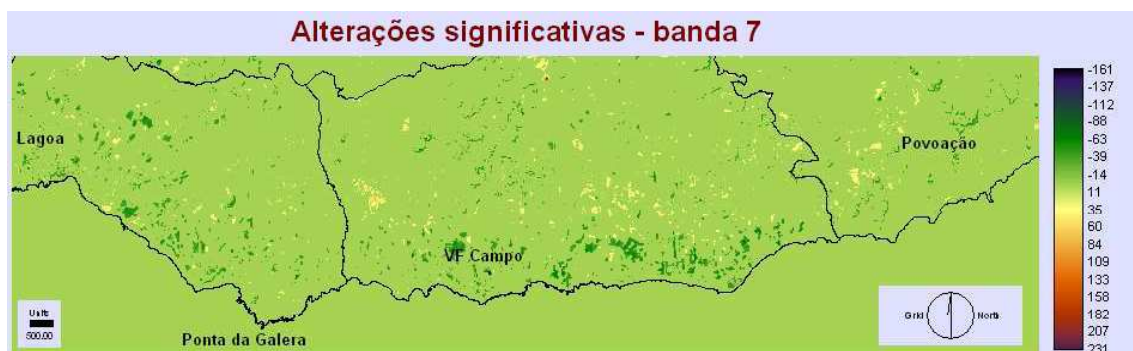 Alterações significativas - banda 7
Lagoa
Povoação
VF Campo
Ponta da Galera
Units
500.00
Grid North
-161
-137
-112
-88
-63
-39
-14
11
35
60
84
109
133
158
182
207
231